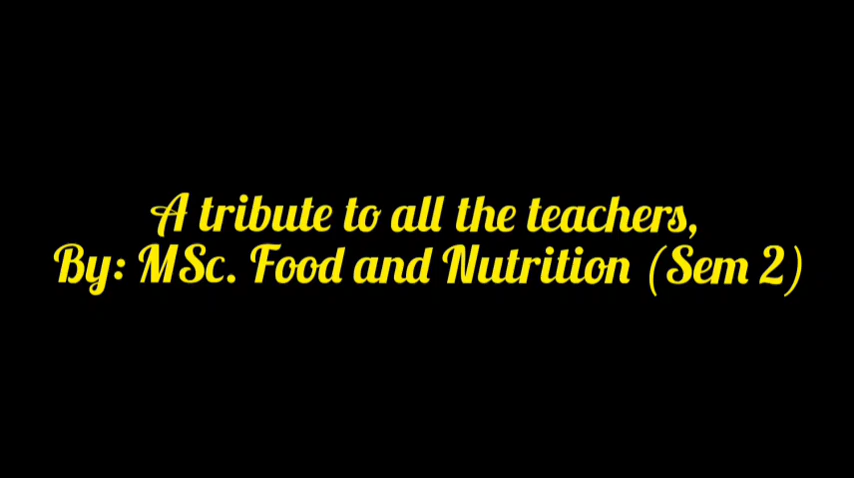 A tribute to all the teachers,
By: MSc. Food and Nutrition (Sem 2)